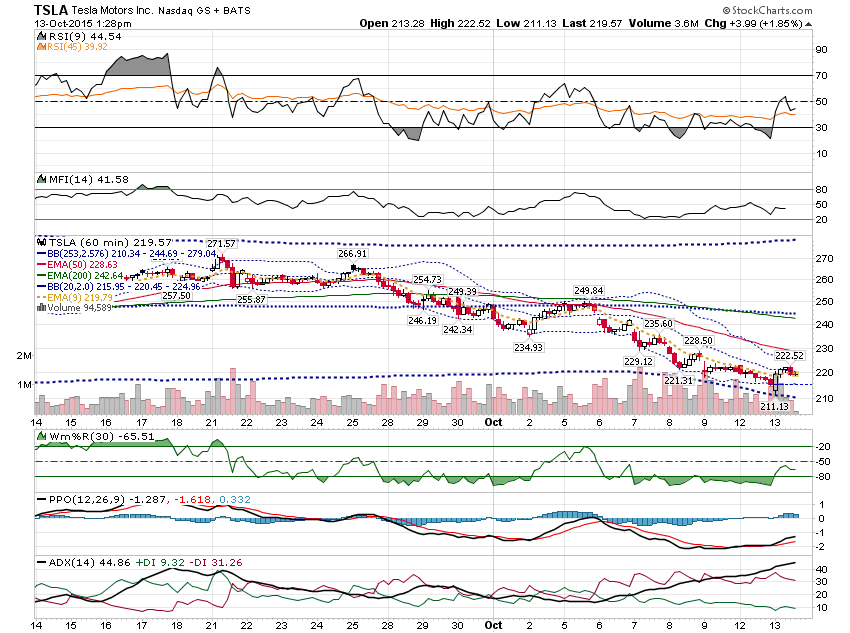 TSLA Tesla Motors Inc. Nasdaq GS + BATS
© StockCharts.com
13-Oct-2015 1:28pm
Open 213.28 High 222.52 Low 211.13 Last 219.57 Volume 3.6M Chg +3.99 (+1.85%)
RSI(9) 44.54
RSI(45) 39.92
90
70
50
30
10
MFI(14) 41.58
80
50
20
TSLA (60 min) 219.57
BB(253,2.576) 210.34 - 244.69 - 279.04
EMA(50) 228.63
EMA(200) 242.64
BB(20,2.0) 215.95 - 220.45 - 224.96
EMA(9) 219.79
Volume 94,589
271.57
257.50
255.87
266.91
254.73
246.19
249.39
242.34
234.93
249.84
229.12
235.60
221.31
228.50
222.52
211.13
270
260
250
240
230
220
210
2M
1M
14 15 16 17 18 21 22 23 24 25 28 29 30 Oct 2 5 6 7 8 9 12 13
Wm%R(30) -65.51
-20
-50
-80
PPO(12,26,9) -1.287, -1.618, 0.332
1
0
-1
-2
ADX(14) 44.86 +DI 9.32 -DI 31.26
40
30
20
10
14 15 16 17 18 21 22 23 24 25 28 29 30 Oct 2 5 6 7 8 9 12 13